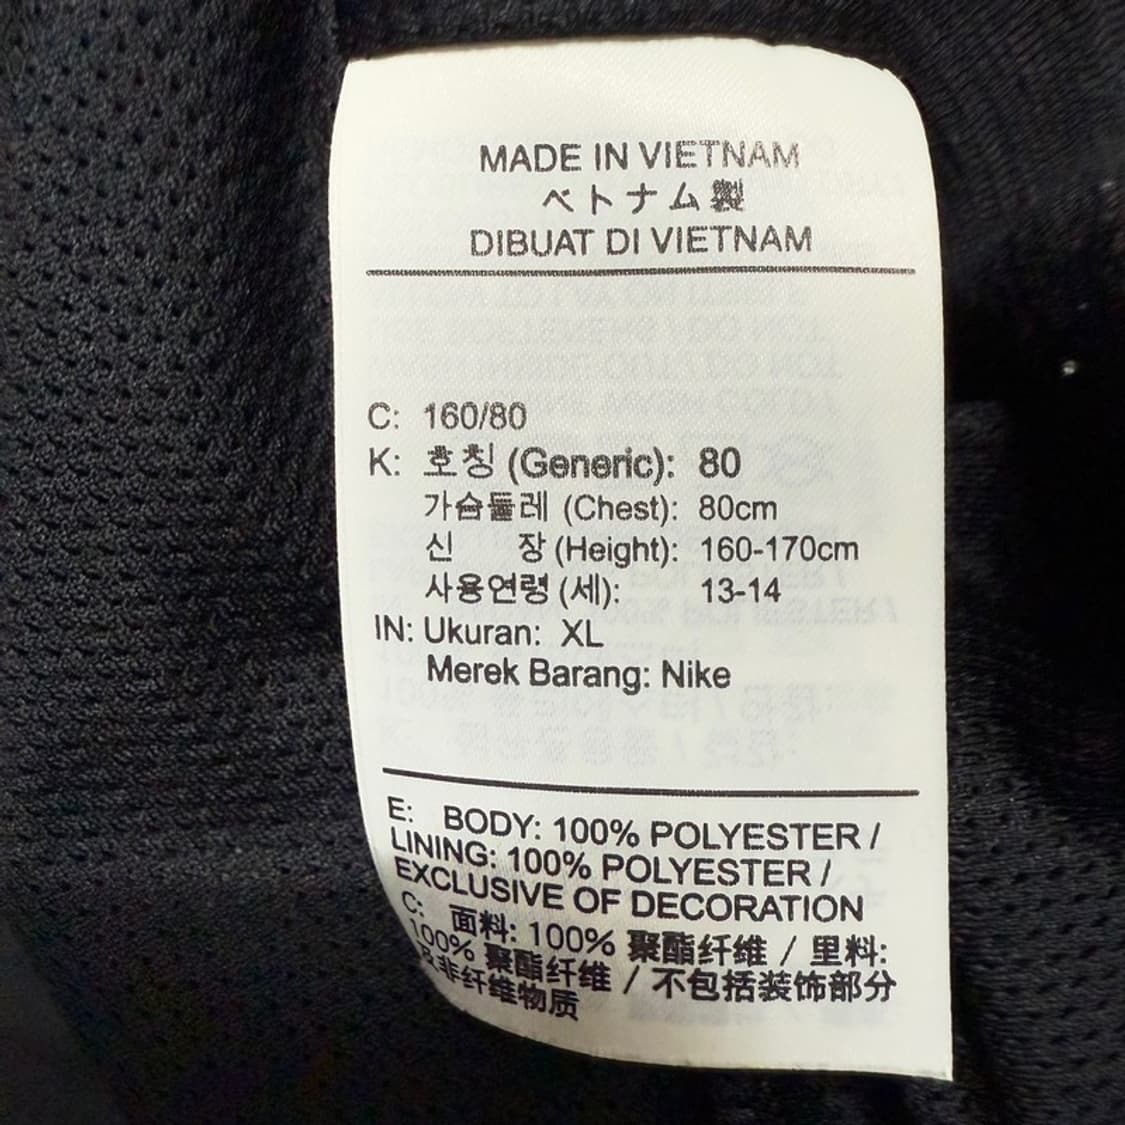 MADE IN VIETNAM
ベトナム製
DIBUAT DI VIETNAM
C: 160/80
K: 호칭 (Generic): 80
가슴둘레 (Chest): 80cm
신 장 (Height): 160-170cm
사용연령 (세): 13-14
IN: Ukuran: XL
Merek Barang: Nike
E: BODY: 100% POLYESTER /
LINING: 100% POLYESTER /
EXCLUSIVE OF DECORATION
C: 面料: 100% 聚酯纤维 / 里料:
100% 聚酯纤维 / 不包括装饰部分
及非纤维物质